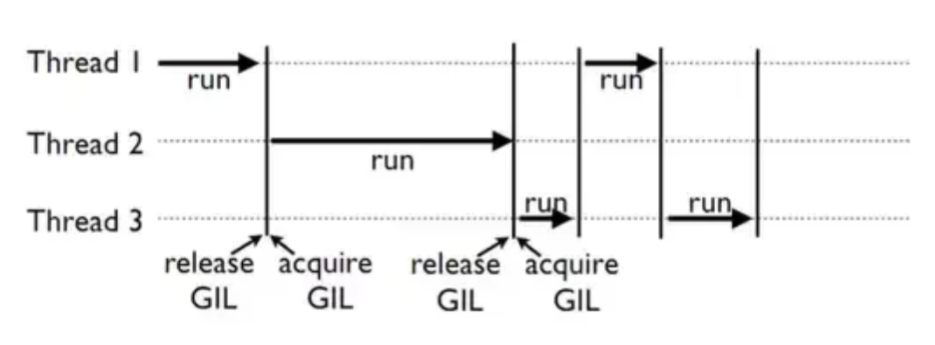 Thread 1
run
run
Thread 2
run
run
run
Thread 3
release acquire release acquire
GIL GIL GIL GIL